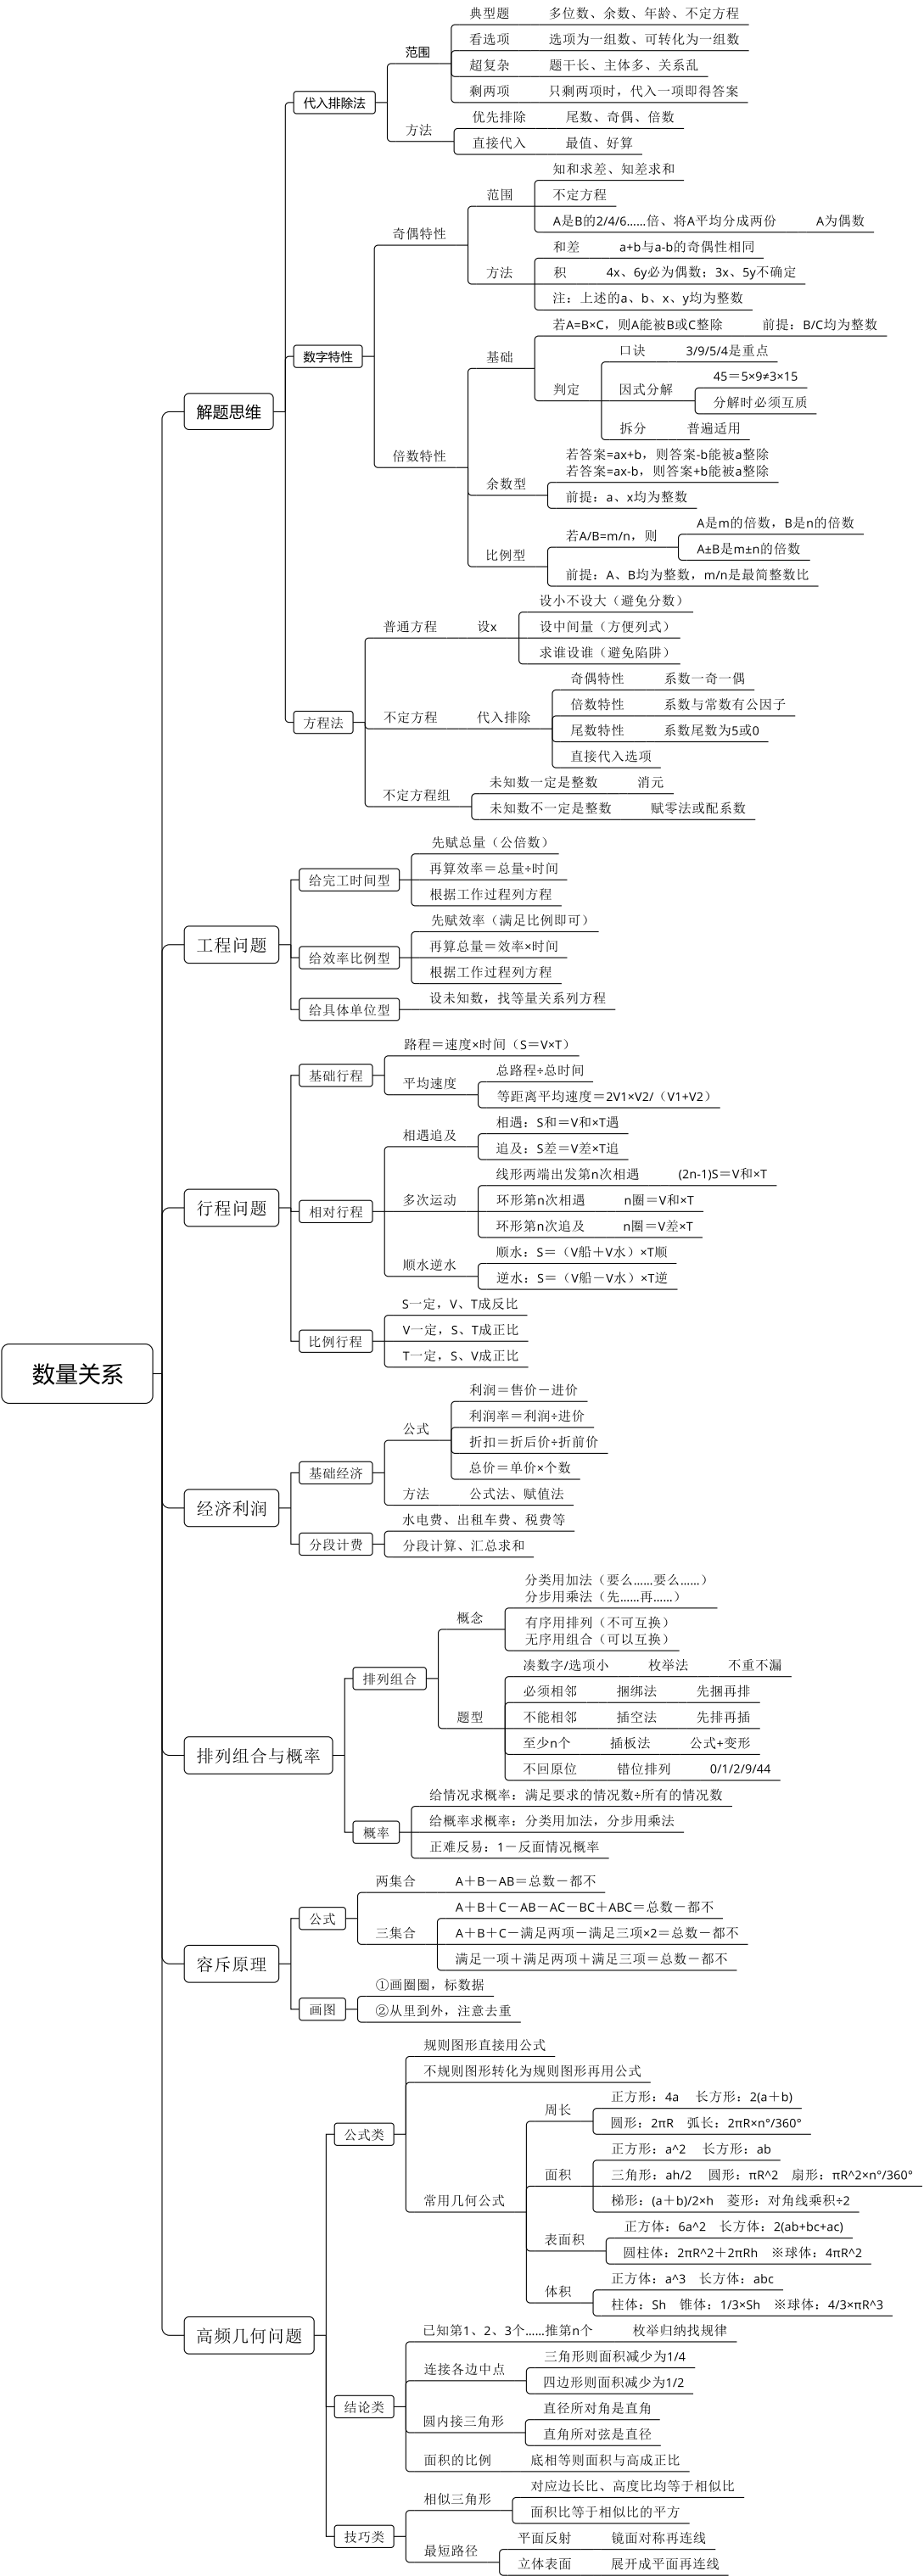 数量关系
解题思维
代入排除法
范围
典型题 多位数、余数、年龄、不定方程
看选项 选项为一组数、可转化为一组数
超复杂 题干长、主体多、关系乱
剩两项 只剩两项时，代入一项即得答案
方法
优先排除 尾数、奇偶、倍数
直接代入 最值、好算
数字特性
奇偶特性
范围
知和求差、知差求和
不定方程
A是B的2/4/6……倍、将A平均分成两份 A为偶数
方法
和差 a+b与a-b的奇偶性相同
积 4x、6y必为偶数；3x、5y不确定
注：上述的a、b、x、y均为整数
倍数特性
基础
若A=B×C，则A能被B或C整除 前提：B/C均为整数
判定
口诀 3/9/5/4是重点
因式分解
45＝5×9≠3×15
分解时必须互质
拆分 普遍适用
余数型
若答案=ax+b，则答案-b能被a整除
若答案=ax-b，则答案+b能被a整除
前提：a、x均为整数
比例型
若A/B=m/n，则
A是m的倍数，B是n的倍数
A±B是m±n的倍数
前提：A、B均为整数，m/n是最简整数比
方程法
普通方程 设x
设小不设大（避免分数）
设中间量（方便列式）
求谁设谁（避免陷阱）
不定方程 代入排除
奇偶特性 系数一奇一偶
倍数特性 系数与常数有公因子
尾数特性 系数尾数为5或0
直接代入选项
不定方程组
未知数一定是整数 消元
未知数不一定是整数 赋零法或配系数
工程问题
给完工时间型
先赋总量（公倍数）
再算效率＝总量÷时间
根据工作过程列方程
给效率比例型
先赋效率（满足比例即可）
再算总量＝效率×时间
根据工作过程列方程
给具体单位型 设未知数，找等量关系列方程
行程问题
基础行程
路程＝速度×时间（S＝V×T）
平均速度
总路程÷总时间
等距离平均速度＝2V1×V2/（V1+V2）
相对行程
相遇追及
相遇：S和＝V和×T遇
追及：S差＝V差×T追
多次运动
线形两端出发第n次相遇 (2n-1)S＝V和×T
环形第n次相遇 n圈＝V和×T
环形第n次追及 n圈＝V差×T
顺水逆水
顺水：S＝（V船＋V水）×T顺
逆水：S＝（V船－V水）×T逆
比例行程
S一定，V、T成反比
V一定，S、T成正比
T一定，S、V成正比
经济利润
基础经济
公式
利润＝售价－进价
利润率＝利润÷进价
折扣＝折后价÷折前价
总价＝单价×个数
方法 公式法、赋值法
分段计费
水电费、出租车费、税费等
分段计算、汇总求和
排列组合与概率
排列组合
概念
分类用加法（要么……要么……）
分步用乘法（先……再……）
有序用排列（不可互换）
无序用组合（可以互换）
题型
凑数字/选项小 枚举法 不重不漏
必须相邻 捆绑法 先捆再排
不能相邻 插空法 先排再插
至少n个 插板法 公式+变形
不回原位 错位排列 0/1/2/9/44
概率
给情况求概率：满足要求的情况数÷所有的情况数
给概率求概率：分类用加法，分步用乘法
正难反易：1－反面情况概率
容斥原理
公式
两集合 A＋B－AB＝总数－都不
三集合
A＋B＋C－AB－AC－BC＋ABC＝总数－都不
A＋B＋C－满足两项－满足三项×2＝总数－都不
满足一项＋满足两项＋满足三项＝总数－都不
画图
①画圈圈，标数据
②从里到外，注意去重
高频几何问题
公式类
规则图形直接用公式
不规则图形转化为规则图形再用公式
常用几何公式
周长
正方形：4a 长方形：2(a＋b)
圆形：2πR 弧长：2πR×n°/360°
面积
正方形：a^2 长方形：ab
三角形：ah/2 圆形：πR^2 扇形：πR^2×n°/360°
梯形：(a＋b)/2×h 菱形：对角线乘积÷2
表面积
正方体：6a^2 长方体：2(ab+bc+ac)
圆柱体：2πR^2＋2πRh ※球体：4πR^2
体积
正方体：a^3 长方体：abc
柱体：Sh 锥体：1/3×Sh ※球体：4/3×πR^3
结论类
已知第1、2、3个……推第n个 枚举归纳找规律
连接各边中点
三角形则面积减少为1/4
四边形则面积减少为1/2
圆内接三角形
直径所对角是直角
直角所对弦是直径
面积的比例 底相等则面积与高成正比
技巧类
相似三角形
对应边长比、高度比均等于相似比
面积比等于相似比的平方
最短路径
平面反射 镜面对称再连线
立体表面 展开成平面再连线